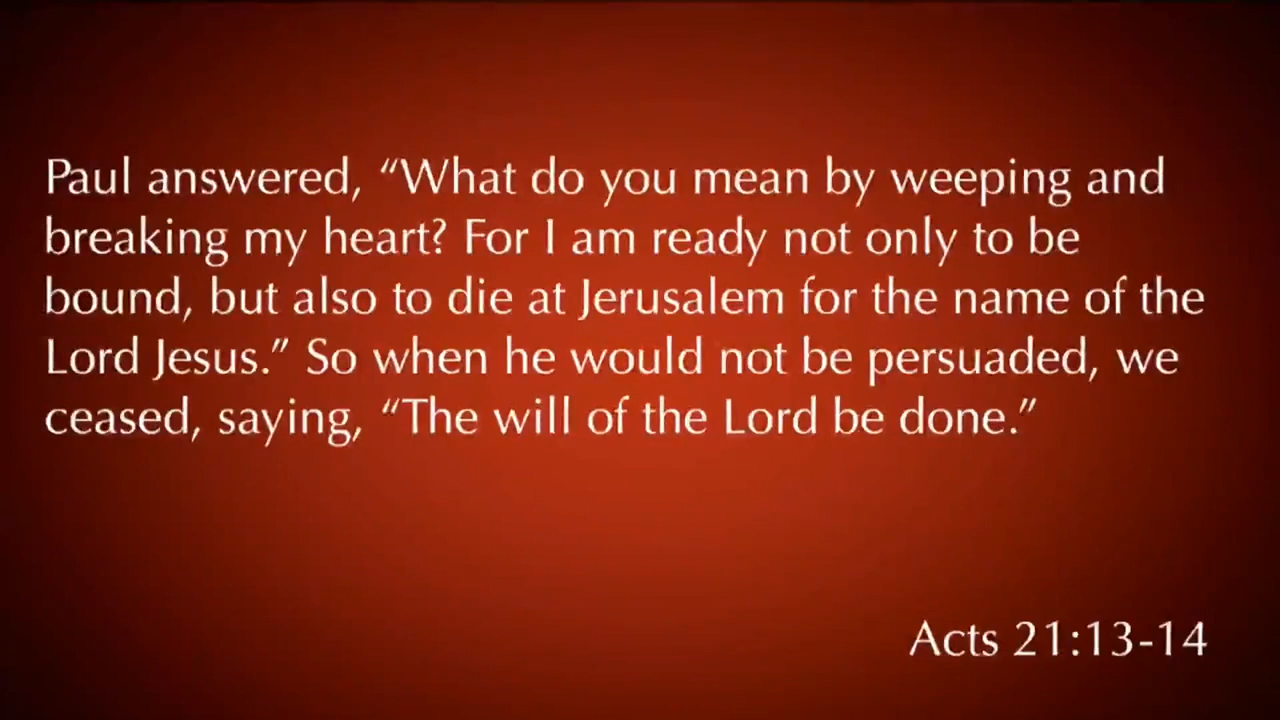 Paul answered, “What do you mean by weeping and
breaking my heart? For I am ready not only to be
bound, but also to die at Jerusalem for the name of the
Lord Jesus.” So when he would not be persuaded, we
ceased, saying, “The will of the Lord be done.”
Acts 21:13-14